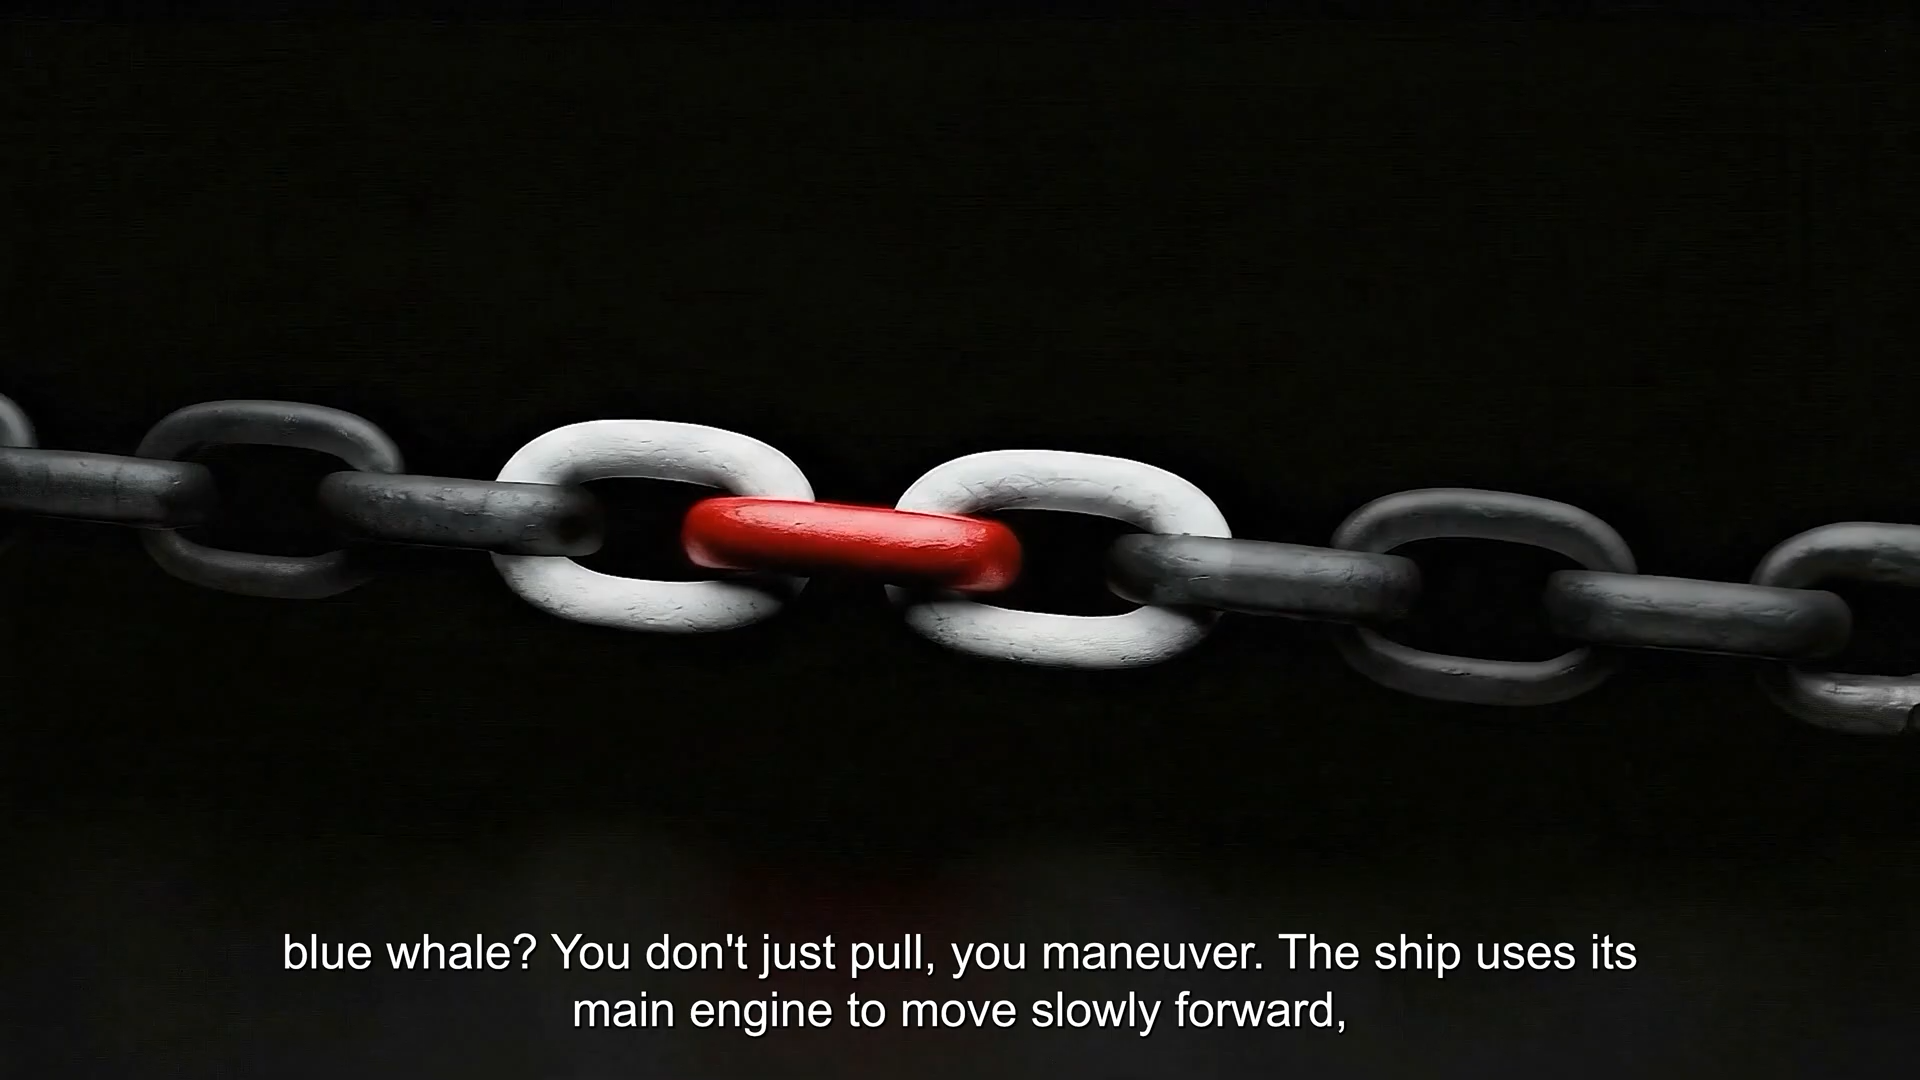 blue whale? You don't just pull, you maneuver. The ship uses its
main engine to move slowly forward,